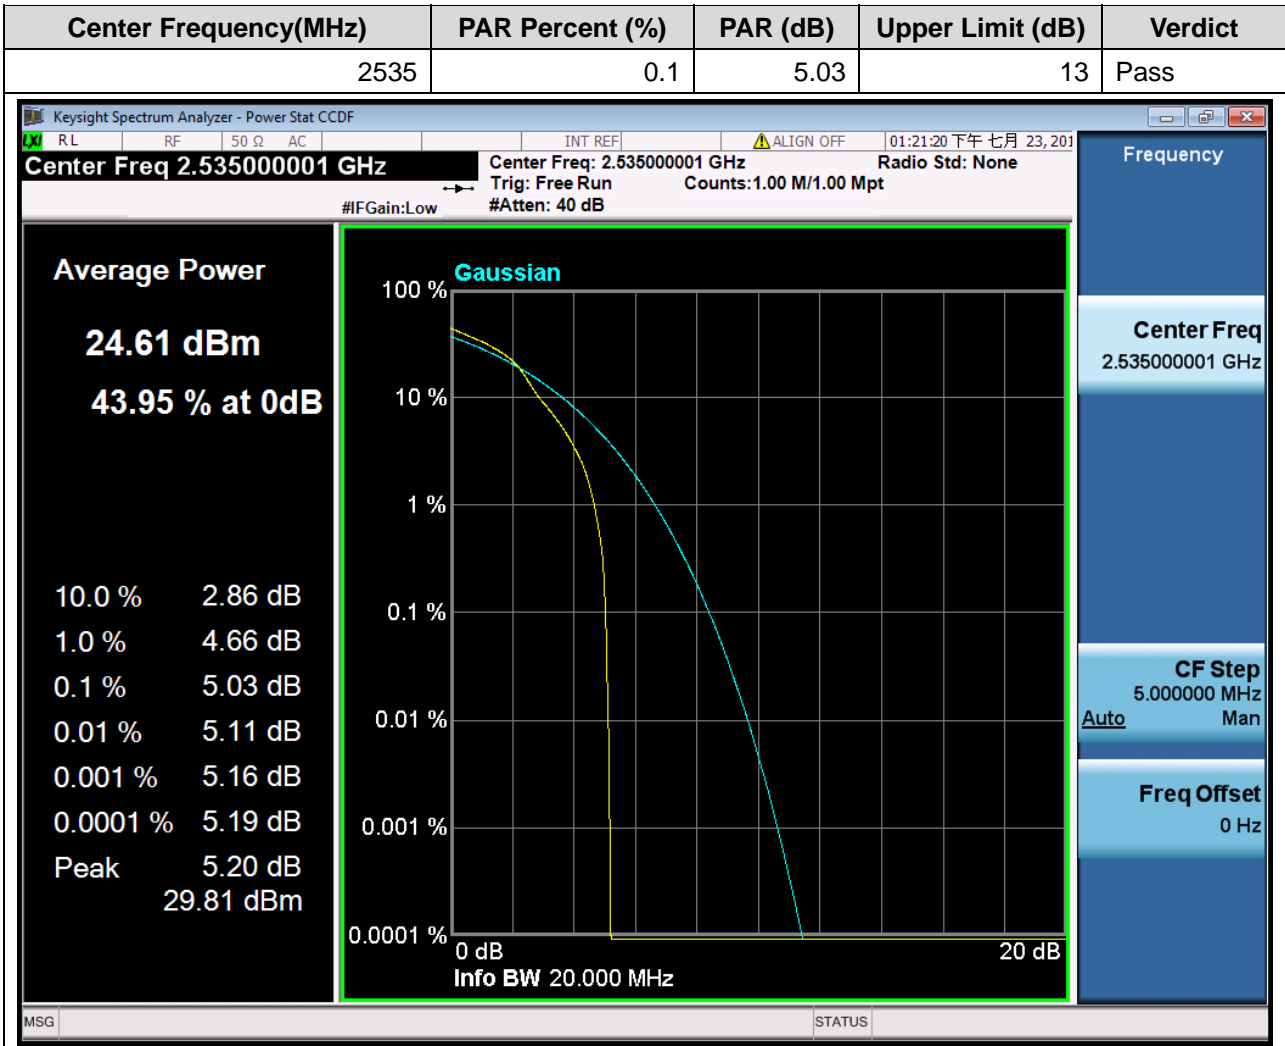 Center Frequency(MHz) PAR Percent (%) PAR (dB) Upper Limit (dB) Verdict
2535 0.1 5.03 13 Pass
Keysight Spectrum Analyzer - Power Stat CCDF
LXI RL RF 50 Ω AC INT REF ALIGN OFF 01:21:20 下午 七月 23, 201
Center Freq 2.535000001 GHz
#IFGain:Low
Center Freq: 2.535000001 GHz Radio Std: None
Trig: Free Run Counts:1.00 M/1.00 Mpt
#Atten: 40 dB
Average Power
24.61 dBm
43.95 % at 0dB
10.0 % 2.86 dB
1.0 % 4.66 dB
0.1 % 5.03 dB
0.01 % 5.11 dB
0.001 % 5.16 dB
0.0001 % 5.19 dB
Peak 5.20 dB
29.81 dBm
Gaussian
100 %
10 %
1 %
0.1 %
0.01 %
0.001 %
0.0001 %
0 dB 20 dB
Info BW 20.000 MHz
Frequency
Center Freq
2.535000001 GHz
CF Step
5.000000 MHz
Auto Man
Freq Offset
0 Hz
MSG STATUS